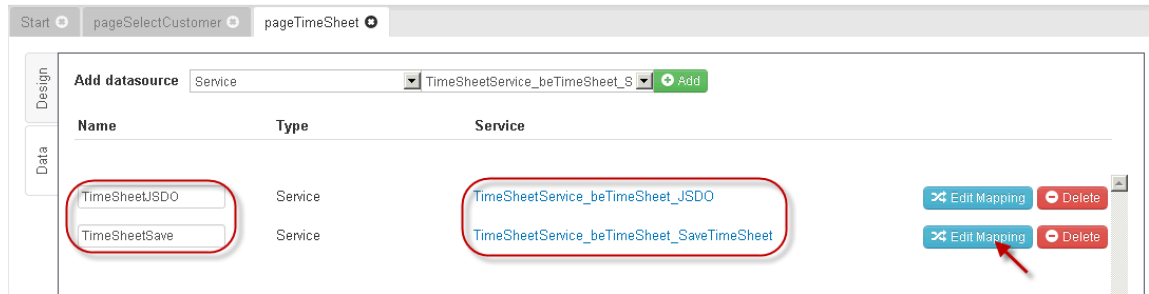 Start pageSelectCustomer pageTimeSheet
Design
Data
Add datasource Service TimeSheetService_beTimeSheet_S Add
Name Type Service
TimeSheetJSDO Service TimeSheetService_beTimeSheet_JSDO Edit Mapping Delete
TimeSheetSave Service TimeSheetService_beTimeSheet_SaveTimeSheet Edit Mapping Delete